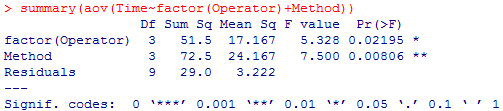 > summary(aov(Time~factor(Operator)+Method))
Df Sum Sq Mean Sq F value Pr(>F)
factor(Operator) 3 51.5 17.167 5.328 0.02195 *
Method 3 72.5 24.167 7.500 0.00806 **
Residuals 9 29.0 3.222
---
Signif. codes: 0 ‘***’ 0.001 ‘**’ 0.01 ‘*’ 0.05 ‘.’ 0.1 ‘ ’ 1